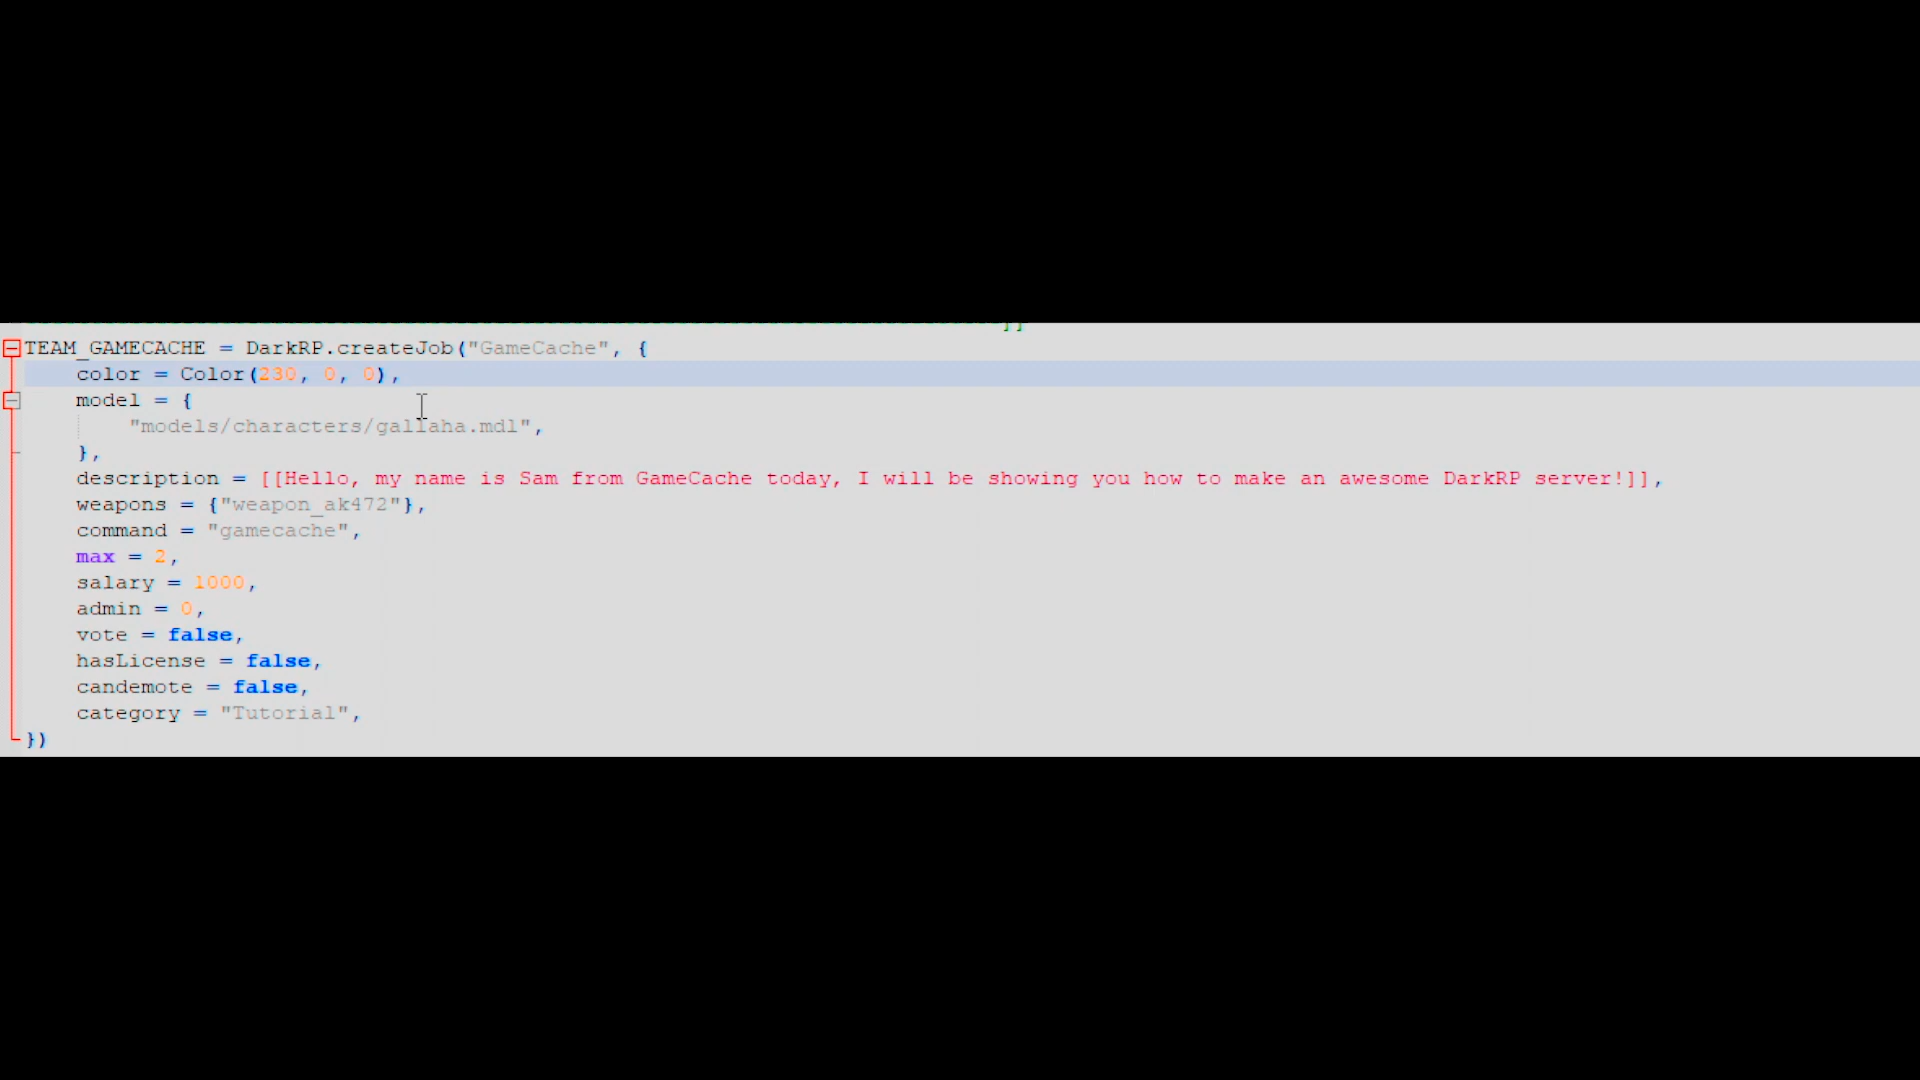 ]]
TEAM_GAMECACHE = DarkRP.createJob("GameCache", {
color = Color(230, 0, 0),
model = {
"models/characters/gallaha.mdl",
},
description = [[Hello, my name is Sam from GameCache today, I will be showing you how to make an awesome DarkRP server!]],
weapons = {"weapon_ak472"},
command = "gamecache",
max = 2,
salary = 1000,
admin = 0,
vote = false,
hasLicense = false,
candemote = false,
category = "Tutorial",
})